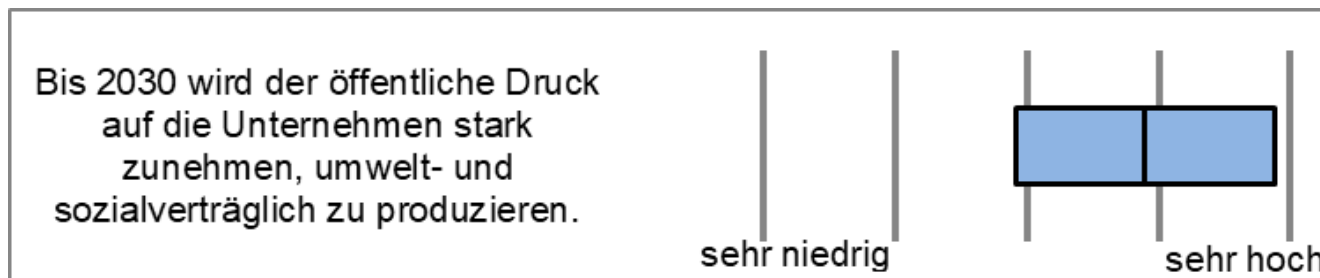 Bis 2030 wird der öffentliche Druck
auf die Unternehmen stark
zunehmen, umwelt- und
sozialverträglich zu produzieren.
sehr niedrig
sehr hoch